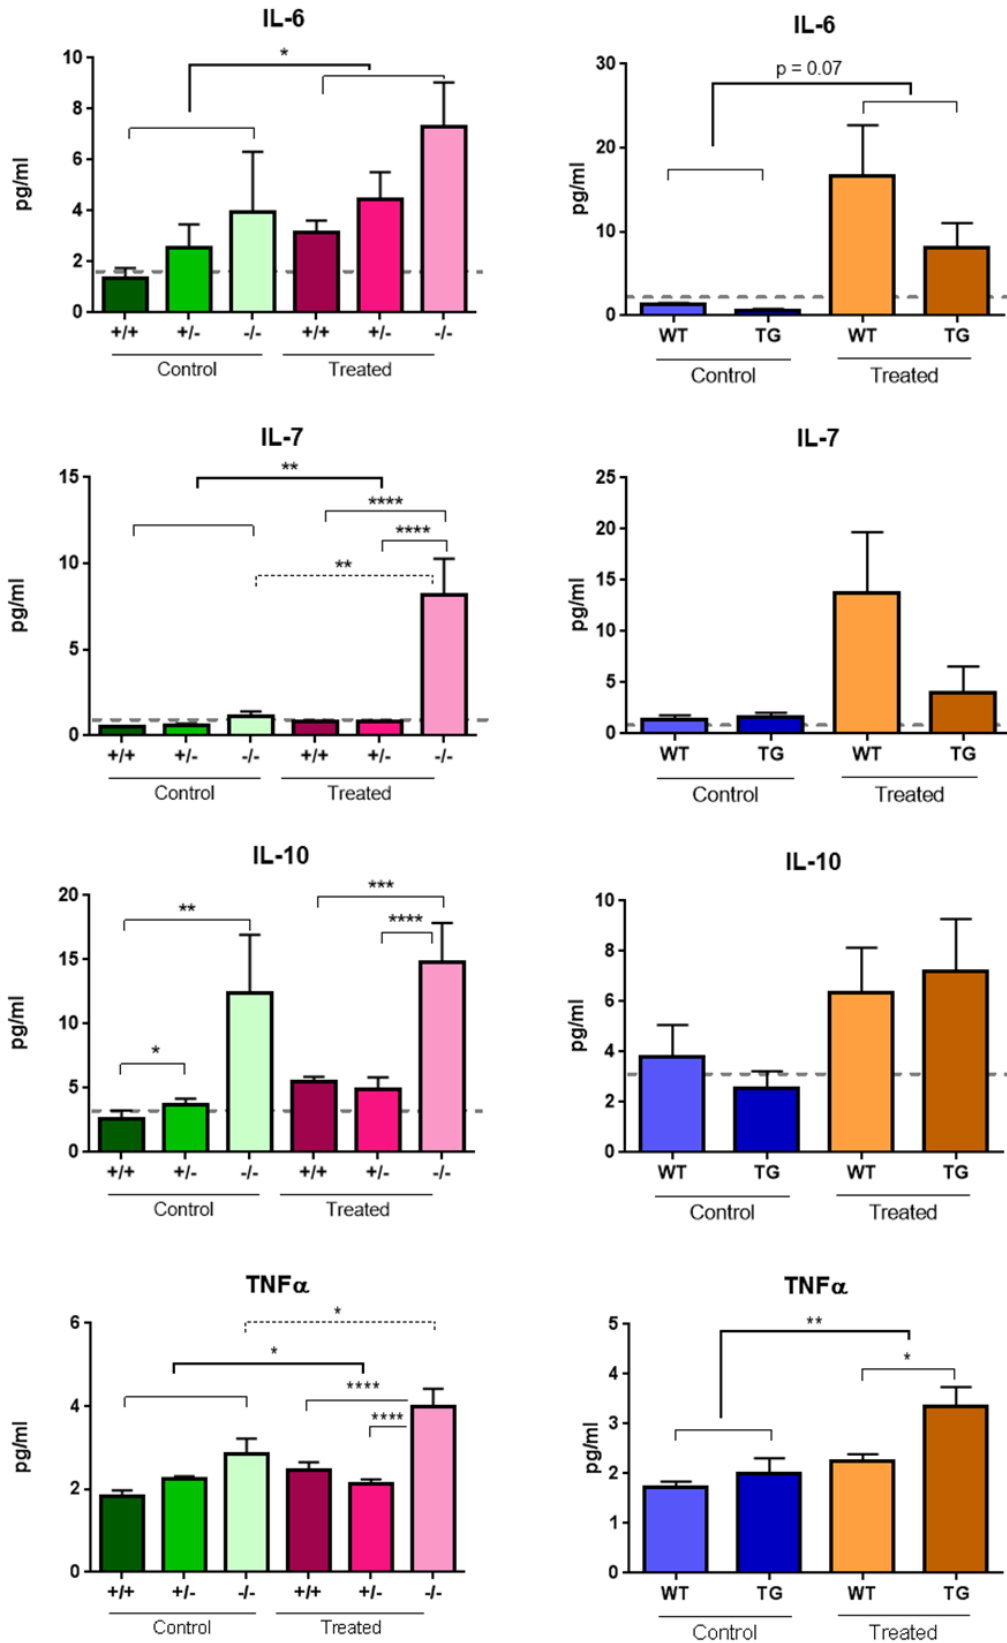 IL-6
*
10
8
6
4
2
0
pg/ml
+/+ +/- -/- +/+ +/- -/-
Control Treated
IL-6
p = 0.07
30
20
10
0
pg/ml
WT TG WT TG
Control Treated
IL-7
**
****
****
**
15
10
5
0
pg/ml
+/+ +/- -/- +/+ +/- -/-
Control Treated
IL-7
25
20
15
10
5
0
pg/ml
WT TG WT TG
Control Treated
IL-10
***
**
****
*
20
15
10
5
0
pg/ml
+/+ +/- -/- +/+ +/- -/-
Control Treated
IL-10
10
8
6
4
2
0
pg/ml
WT TG WT TG
Control Treated
TNFα
*
*
****
****
6
4
2
0
pg/ml
+/+ +/- -/- +/+ +/- -/-
Control Treated
TNFα
**
*
5
4
3
2
1
0
pg/ml
WT TG WT TG
Control Treated